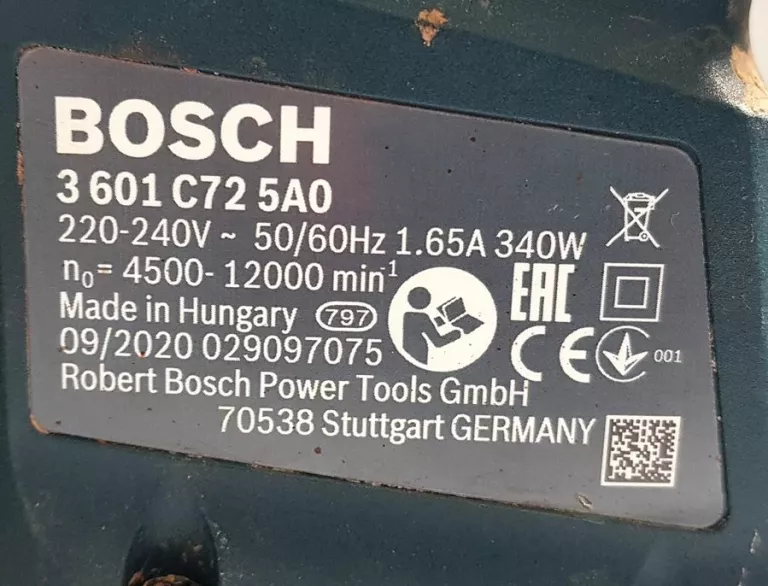 BOSCH
3 601 C72 5A0
220-240V ~ 50/60Hz 1.65A 340W
n₀= 4500- 12000 min⁻¹
Made in Hungary 797
09/2020 029097075
EAC
CE
001
Robert Bosch Power Tools GmbH
70538 Stuttgart GERMANY